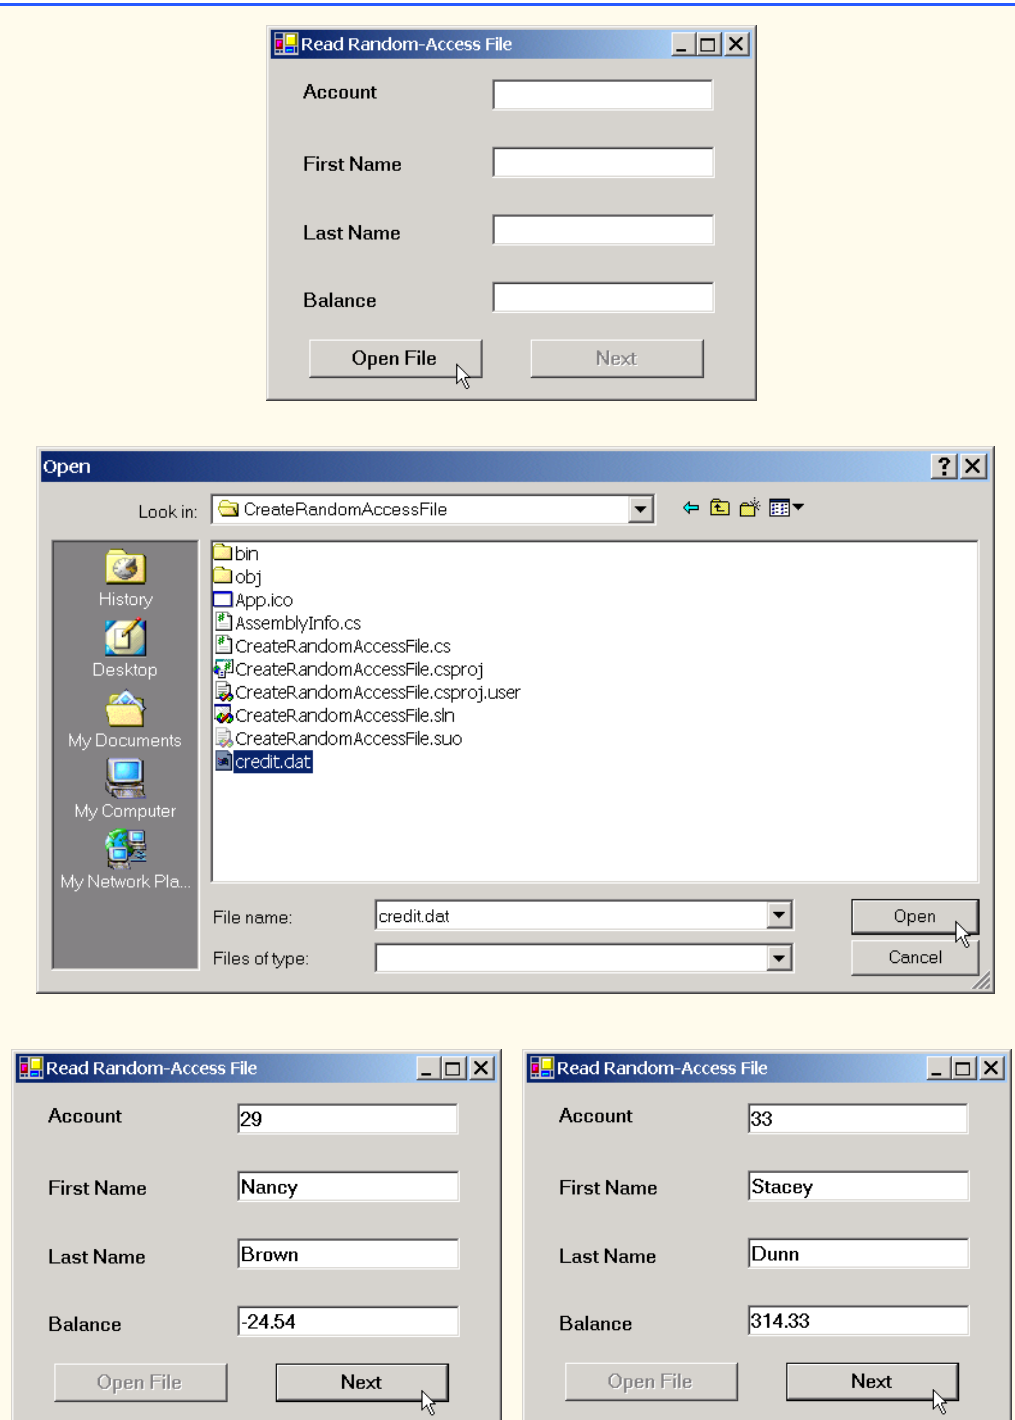 Read Random-Access File
Account
First Name
Last Name
Balance
Open File Next
Open
Look in: CreateRandomAccessFile
History
Desktop
My Documents
My Computer
My Network Pla...
bin
obj
App.ico
AssemblyInfo.cs
CreateRandomAccessFile.cs
CreateRandomAccessFile.csproj
CreateRandomAccessFile.csproj.user
CreateRandomAccessFile.sln
CreateRandomAccessFile.suo
credit.dat
File name: credit.dat Open
Files of type: Cancel
Read Random-Access File
Account 29
First Name Nancy
Last Name Brown
Balance -24.54
Open File Next
Read Random-Access File
Account 33
First Name Stacey
Last Name Dunn
Balance 314.33
Open File Next